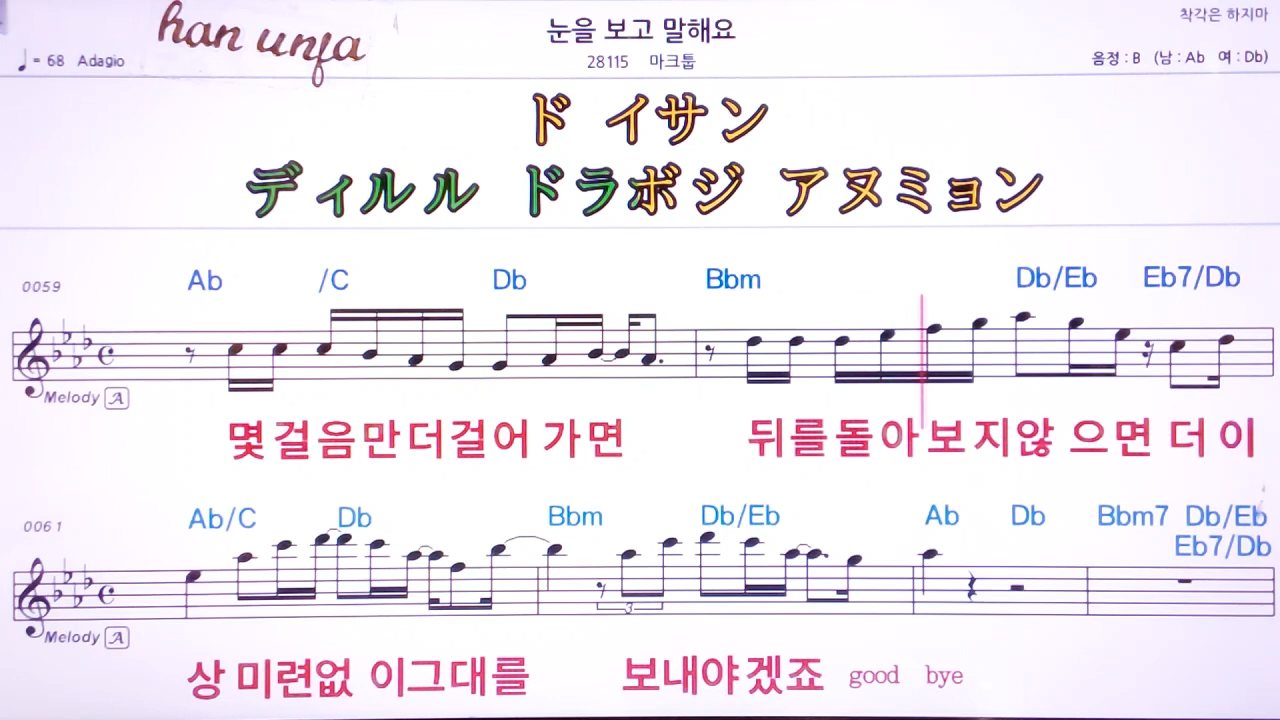 han unfa
눈을 보고 말해요
착각은 하지마
♩= 68 Adagio
28115 마크툽
음정 : B (남 : Ab 여 : Db)
ド イサン
ディルル ドラボジ アヌミョン
0059
Ab /C Db Bbm Db/Eb Eb7/Db
Melody A
몇걸음만더걸어 가면 뒤를돌아보지않 으면 더이
0061
Ab/C Db Bbm Db/Eb Ab Db Bbm7 Db/Eb
Eb7/Db
3
Melody A
상 미련없 이그대를 보내야겠죠 good bye